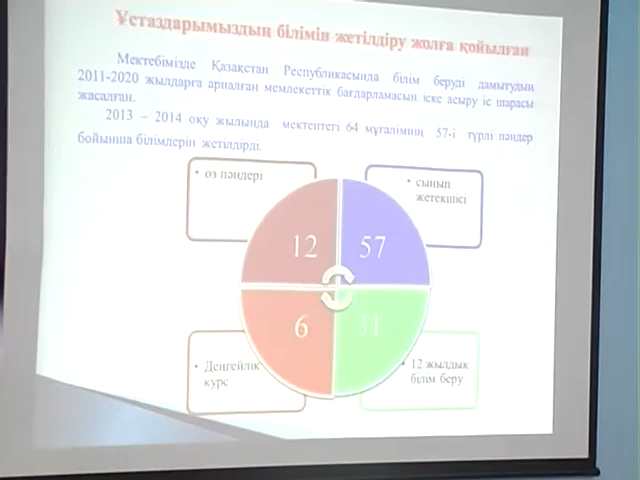 Ұстаздарымыздың білімін жетілдіру жолға қойылған
Мектебімізде Қазақстан Республикасында білім беруді дамытудың
2011-2020 жылдарға арналған мемлекеттік бағдарламасын іске асыру іс шарасы
жасалған.
2013 – 2014 оқу жылында мектептегі 64 мұғалімнің 57-і түрлі пәндер
бойынша білімдерін жетілдірді.
• өз пәндері
• сынып
жетекшісі
12
57
6
31
• Деңгейлік
курс
• 12 жылдық
білім беру